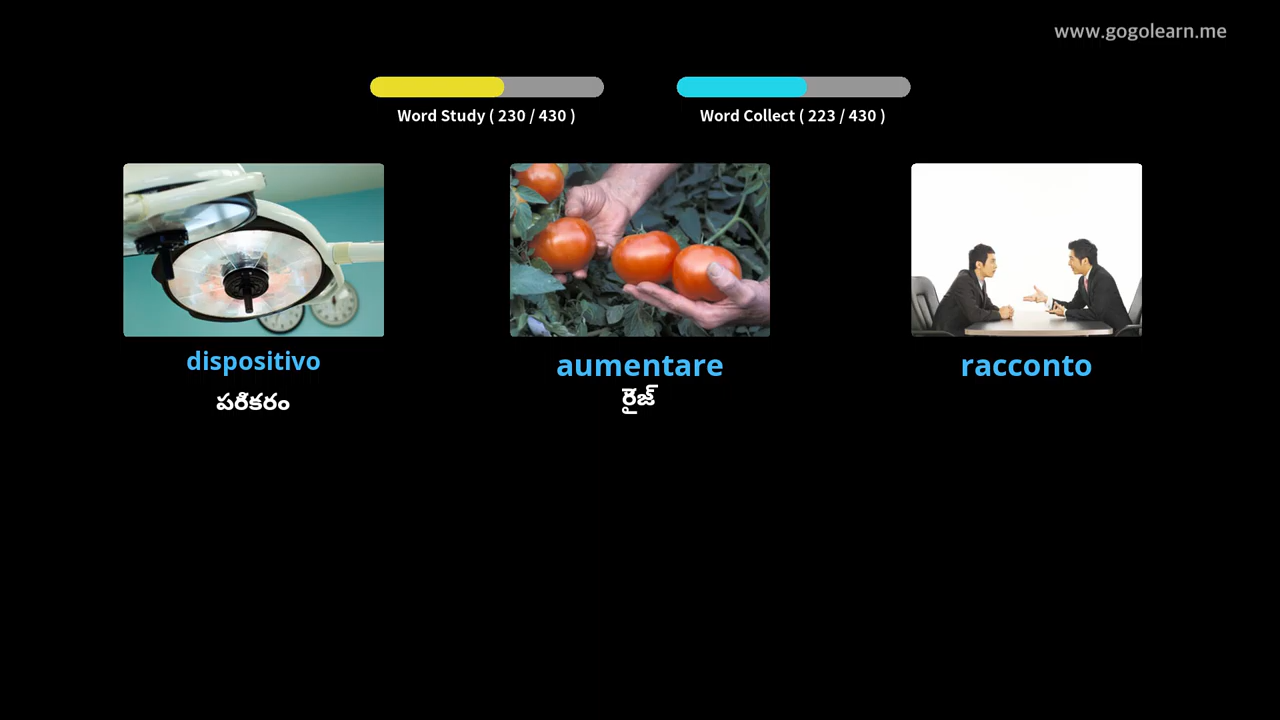 www.gogolearn.me
Word Study ( 230 / 430 )
Word Collect ( 223 / 430 )
dispositivo
aumentare
racconto
పరికరం
రైజ్